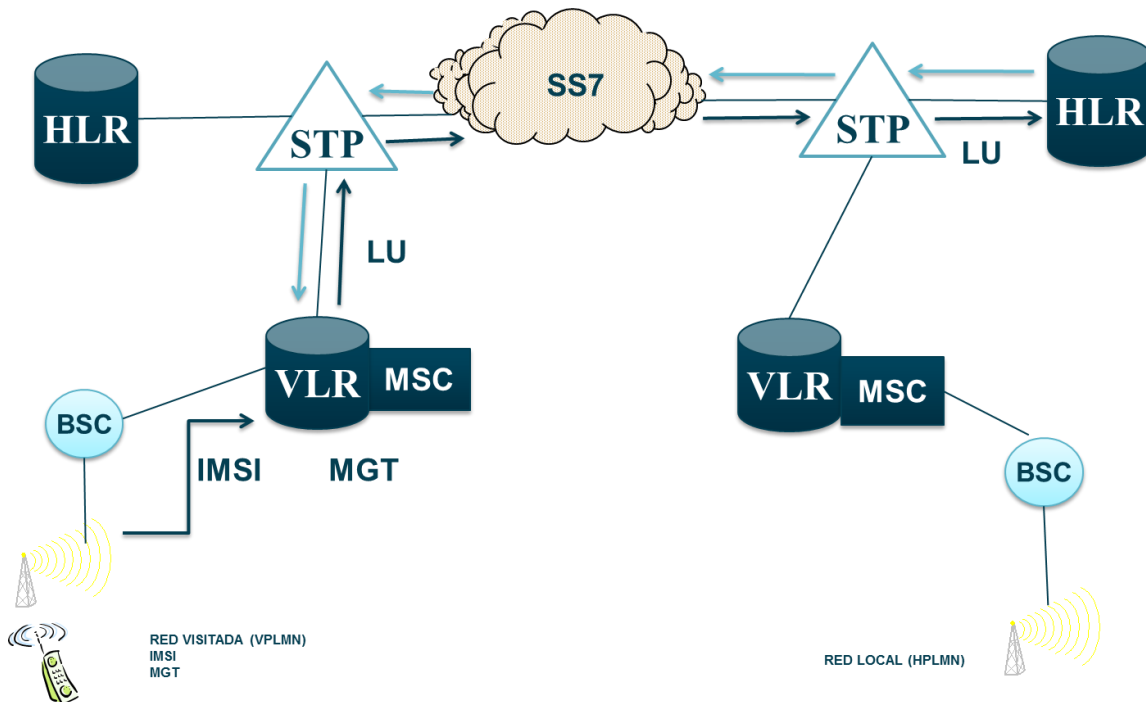 SS7
HLR
STP
STP
HLR
LU
LU
VLR
MSC
VLR
MSC
BSC
IMSI
MGT
BSC
RED VISITADA (VPLMN)
IMSI
MGT
RED LOCAL (HPLMN)